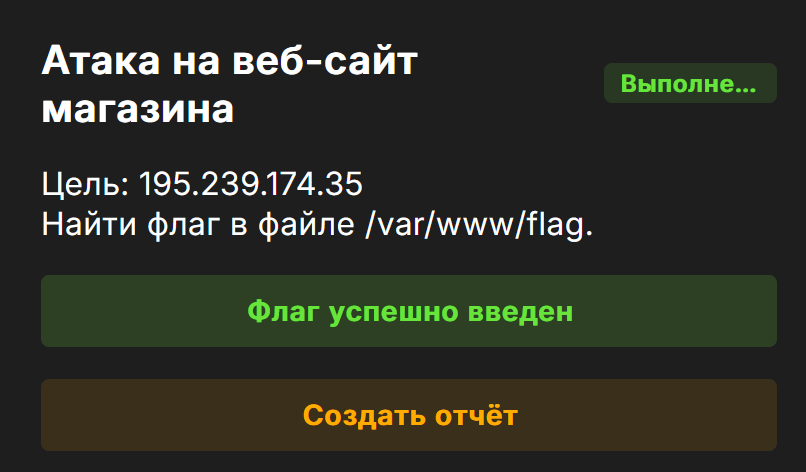 Атака на веб-сайт
магазина
Выполне...
Цель: 195.239.174.35
Найти флаг в файле /var/www/flag.
Флаг успешно введен
Создать отчёт